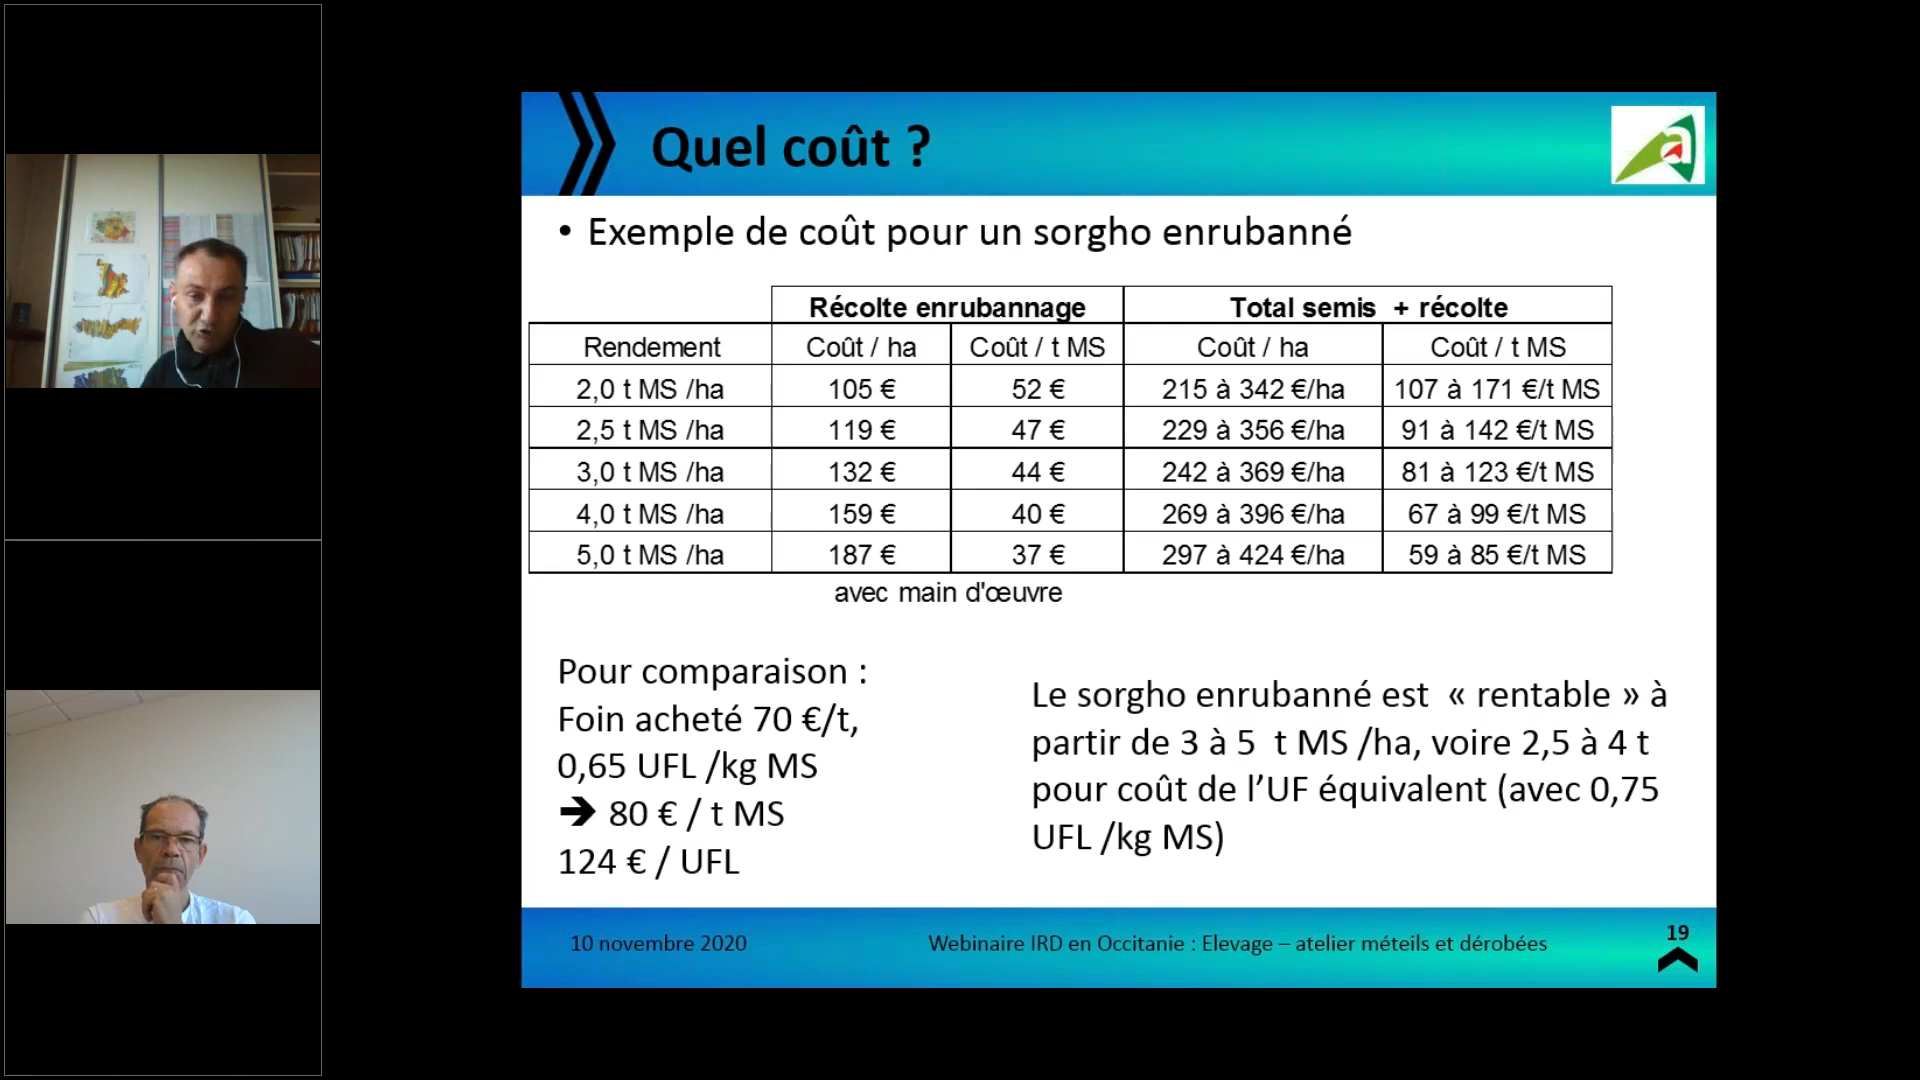 Quel coût ?
• Exemple de coût pour un sorgho enrubanné
Récolte enrubannage Total semis + récolte
Rendement Coût / ha Coût / t MS Coût / ha Coût / t MS
2,0 t MS /ha 105 € 52 € 215 à 342 €/ha 107 à 171 €/t MS
2,5 t MS /ha 119 € 47 € 229 à 356 €/ha 91 à 142 €/t MS
3,0 t MS /ha 132 € 44 € 242 à 369 €/ha 81 à 123 €/t MS
4,0 t MS /ha 159 € 40 € 269 à 396 €/ha 67 à 99 €/t MS
5,0 t MS /ha 187 € 37 € 297 à 424 €/ha 59 à 85 €/t MS
avec main d'œuvre
Pour comparaison :
Foin acheté 70 €/t,
0,65 UFL /kg MS
➔ 80 € / t MS
124 € / UFL
Le sorgho enrubanné est « rentable » à
partir de 3 à 5 t MS /ha, voire 2,5 à 4 t
pour coût de l’UF équivalent (avec 0,75
UFL /kg MS)
10 novembre 2020
Webinaire IRD en Occitanie : Elevage – atelier méteils et dérobées
19